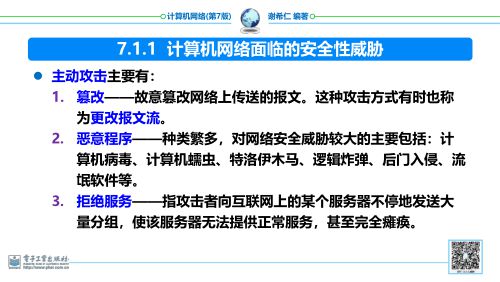 计算机网络(第7版) 谢希仁 编著
7.1.1 计算机网络面临的安全性威胁
主动攻击主要有：
1. 篡改——故意篡改网络上传送的报文。这种攻击方式有时也称
为更改报文流。
2. 恶意程序——种类繁多，对网络安全威胁较大的主要包括：计
算机病毒、计算机蠕虫、特洛伊木马、逻辑炸弹、后门入侵、流
氓软件等。
3. 拒绝服务——指攻击者向互联网上的某个服务器不停地发送大
量分组，使该服务器无法提供正常服务，甚至完全瘫痪。
电子工业出版社
http://www.phei.com.cn